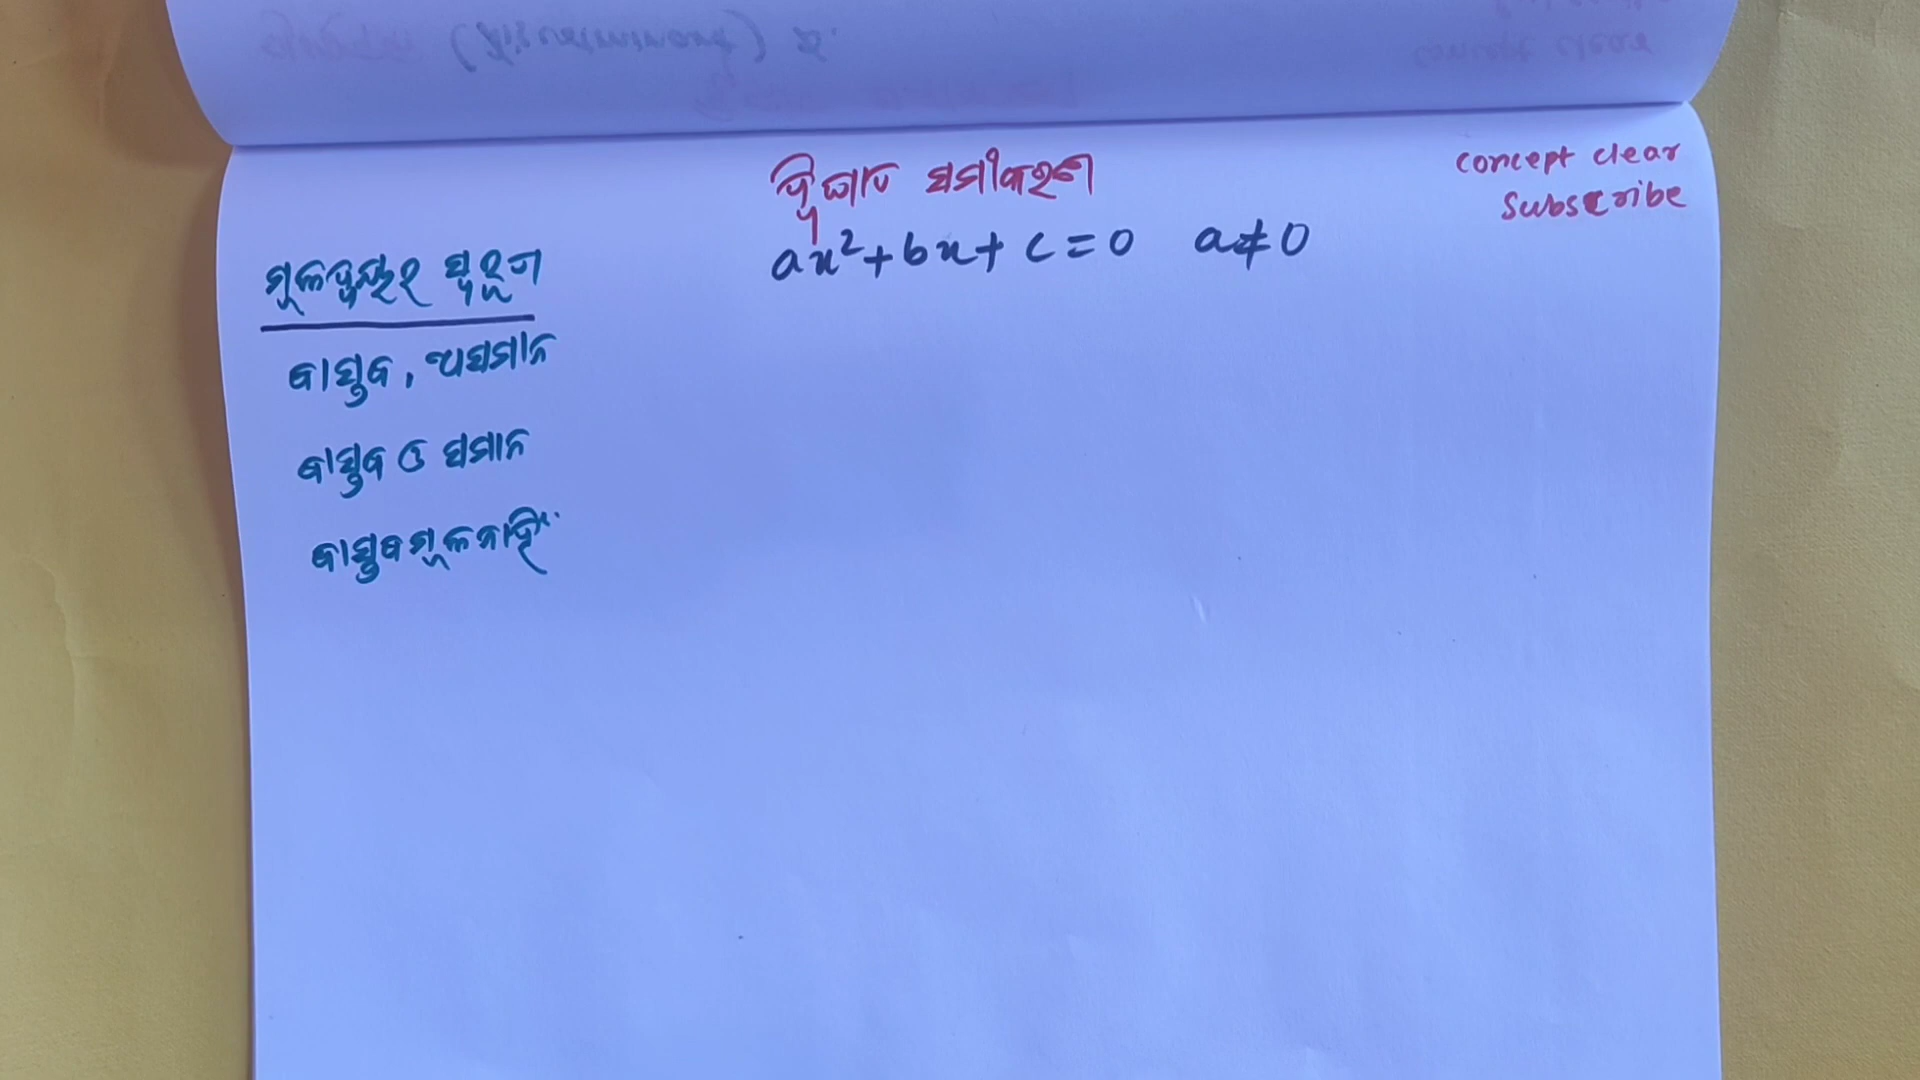 ଦ୍ୱିଘାତ ସମୀକରଣ
concept clear
Subscribe
ax²+bx+c=0 a≠0
ମୂଳଦ୍ୱୟର ସ୍ୱରୂପ
ବାସ୍ତବ, ଅସମାନ
ବାସ୍ତବ ଓ ସମାନ
ବାସ୍ତବ ମୂଳ ନାହିଁ